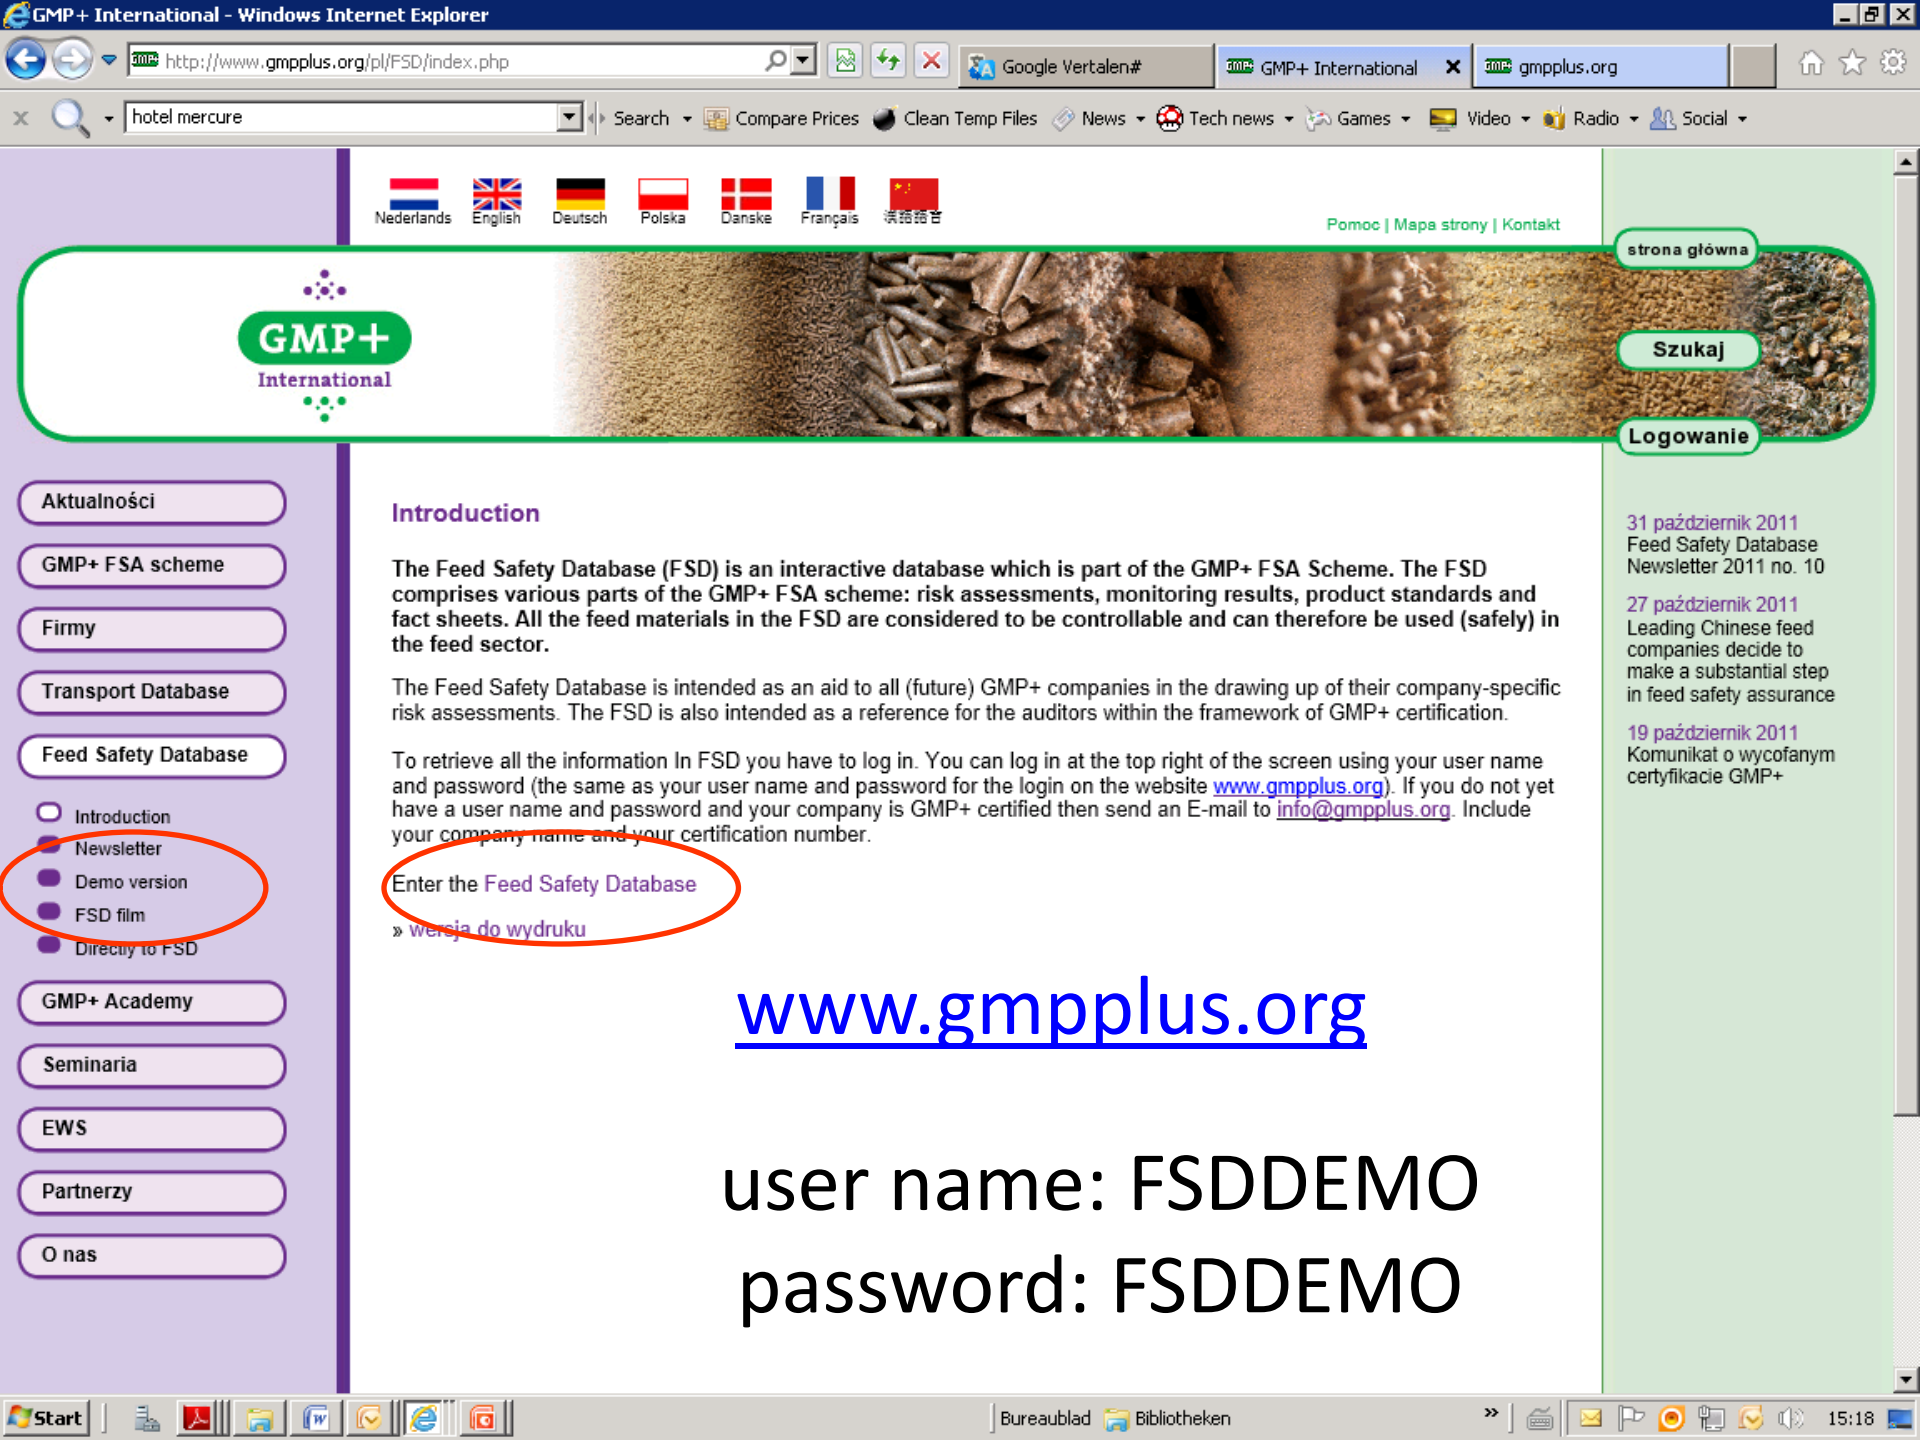 GMP+ International - Windows Internet Explorer
http://www.gmpplus.org/pl/FSD/index.php
Google Vertalen#
GMP+ International
gmpplus.org
hotel mercure
Search
Compare Prices
Clean Temp Files
News
Tech news
Games
Video
Radio
Social
Nederlands
English
Deutsch
Polska
Danske
Français
Pomoc | Mapa strony | Kontakt
strona główna
GMP+
International
Szukaj
Logowanie
Aktualności
GMP+ FSA scheme
Firmy
Transport Database
Feed Safety Database
Introduction
Newsletter
Demo version
FSD film
Directly to FSD
GMP+ Academy
Seminaria
EWS
Partnerzy
O nas
Introduction
The Feed Safety Database (FSD) is an interactive database which is part of the GMP+ FSA Scheme. The FSD
comprises various parts of the GMP+ FSA scheme: risk assessments, monitoring results, product standards and
fact sheets. All the feed materials in the FSD are considered to be controllable and can therefore be used (safely) in
the feed sector.
The Feed Safety Database is intended as an aid to all (future) GMP+ companies in the drawing up of their company-specific
risk assessments. The FSD is also intended as a reference for the auditors within the framework of GMP+ certification.
To retrieve all the information In FSD you have to log in. You can log in at the top right of the screen using your user name
and password (the same as your user name and password for the login on the website www.gmpplus.org). If you do not yet
have a user name and password and your company is GMP+ certified then send an E-mail to info@gmpplus.org. Include
your company name and your certification number.
Enter the Feed Safety Database
» wersja do wydruku
www.gmpplus.org
user name: FSDDEMO
password: FSDDEMO
31 październik 2011
Feed Safety Database
Newsletter 2011 no. 10
27 październik 2011
Leading Chinese feed
companies decide to
make a substantial step
in feed safety assurance
19 październik 2011
Komunikat o wycofanym
certyfikacie GMP+
Start
Bureaublad
Bibliotheken
»
15:18